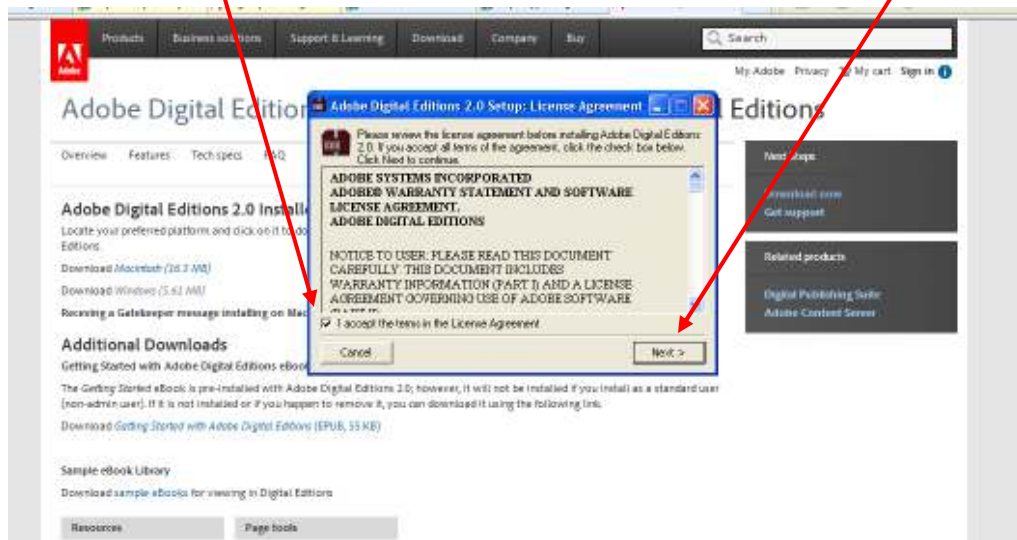 Products Business solutions Support & Learning Download Company Buy Search
Adobe
My Adobe Privacy My cart Sign in
Adobe Digital Edition
Editions
Adobe Digital Editions 2.0 Setup: License Agreement
Please review the license agreement before installing Adobe Digital Editions
2.0. If you accept all terms of the agreement, click the check box below.
Click Next to continue.
ADOBE SYSTEMS INCORPORATED
ADOBE® WARRANTY STATEMENT AND SOFTWARE
LICENSE AGREEMENT.
ADOBE DIGITAL EDITIONS
NOTICE TO USER: PLEASE READ THIS DOCUMENT
CAREFULLY. THIS DOCUMENT INCLUDES
WARRANTY INFORMATION (PART I) AND A LICENSE
AGREEMENT GOVERNING USE OF ADOBE SOFTWARE
I accept the terms in the License Agreement
Cancel
Next >
Overview Features Tech specs FAQ
Adobe Digital Editions 2.0 Install
Locate your preferred platform and click on it to do
Editions.
Download Macintosh (16.3 MB)
Download Windows (5.61 MB)
Receiving a Gatekeeper message installing on Mac
Additional Downloads
Getting Started with Adobe Digital Editions eBoo
The Getting Started eBook is pre-installed with Adobe Digital Editions 2.0; however, it will not be installed if you install as a standard user
(non-admin user). If it is not installed or if you happen to remove it, you can download it using the following link.
Download Getting Started with Adobe Digital Editions (EPUB, 55 KB)
Sample eBook Library
Download sample eBooks for viewing in Digital Editions
Resources
Page tools
Next steps
Download now
Get support
Related products
Digital Publishing Suite
Adobe Content Server